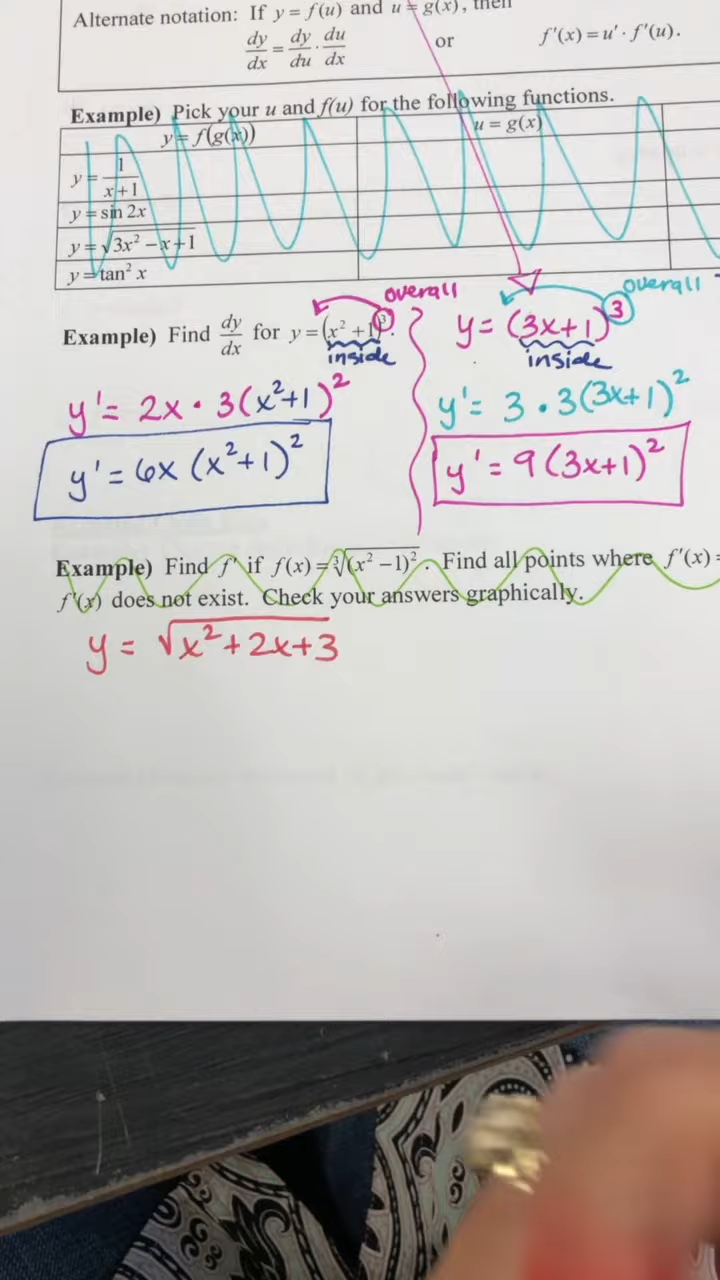 Alternate notation: If y = f(u) and u = g(x), then
dy/dx = dy/du · du/dx or f'(x) = u' · f'(u).
Example) Pick your u and f(u) for the following functions.
y = f(g(x)) u = g(x)
y = 1/(x+1)
y = sin 2x
y = √(3x² − x + 1)
y = tan² x
overall overall
Example) Find dy/dx for y = (x² + 1)³. y = (3x+1)³
inside inside
y' = 2x · 3(x²+1)² y' = 3 · 3(3x+1)²
y' = 6x (x²+1)² y' = 9(3x+1)²
Example) Find f' if f(x) = ∛((x² − 1)²). Find all points where f'(x) =
f'(x) does not exist. Check your answers graphically.
y = √(x² + 2x + 3)